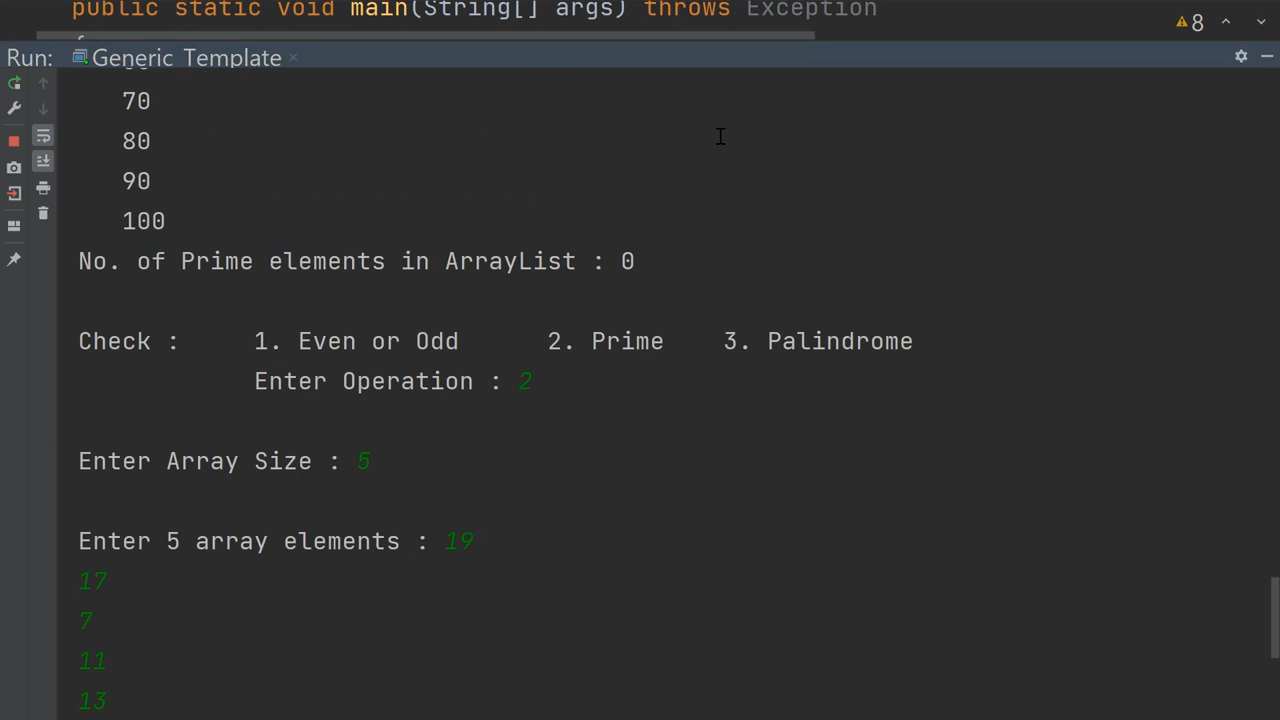 public static void main(String[] args) throws Exception
8
Run: Generic Template
70
80
90
100
No. of Prime elements in ArrayList : 0
Check : 1. Even or Odd 2. Prime 3. Palindrome
Enter Operation : 2
Enter Array Size : 5
Enter 5 array elements : 19
17
7
11
13